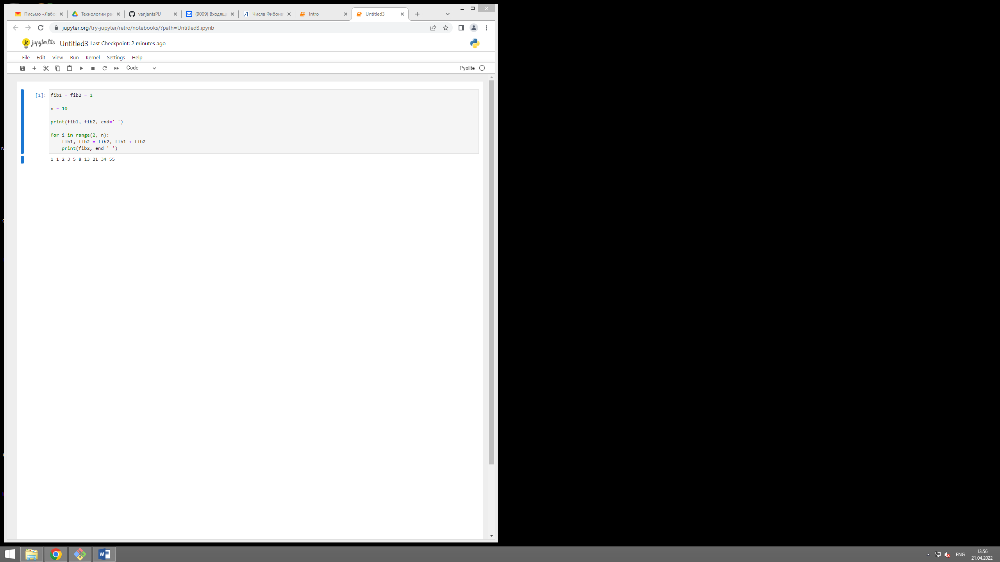 Письмо «Лабо
Технологии ра
vanjantsPIJ
(9009) Входящи
Числа Фибона
Intro
Untitled3
jupyter.org/try-jupyter/retro/notebooks/?path=Untitled3.ipynb
jupyterlite
Untitled3 Last Checkpoint: 2 minutes ago
File Edit View Run Kernel Settings Help
Code
Pyolite
[1]: fib1 = fib2 = 1
n = 10
print(fib1, fib2, end=' ')
for i in range(2, n):
fib1, fib2 = fib2, fib1 + fib2
print(fib2, end=' ')
1 1 2 3 5 8 13 21 34 55
ENG
13:56
21.04.2022